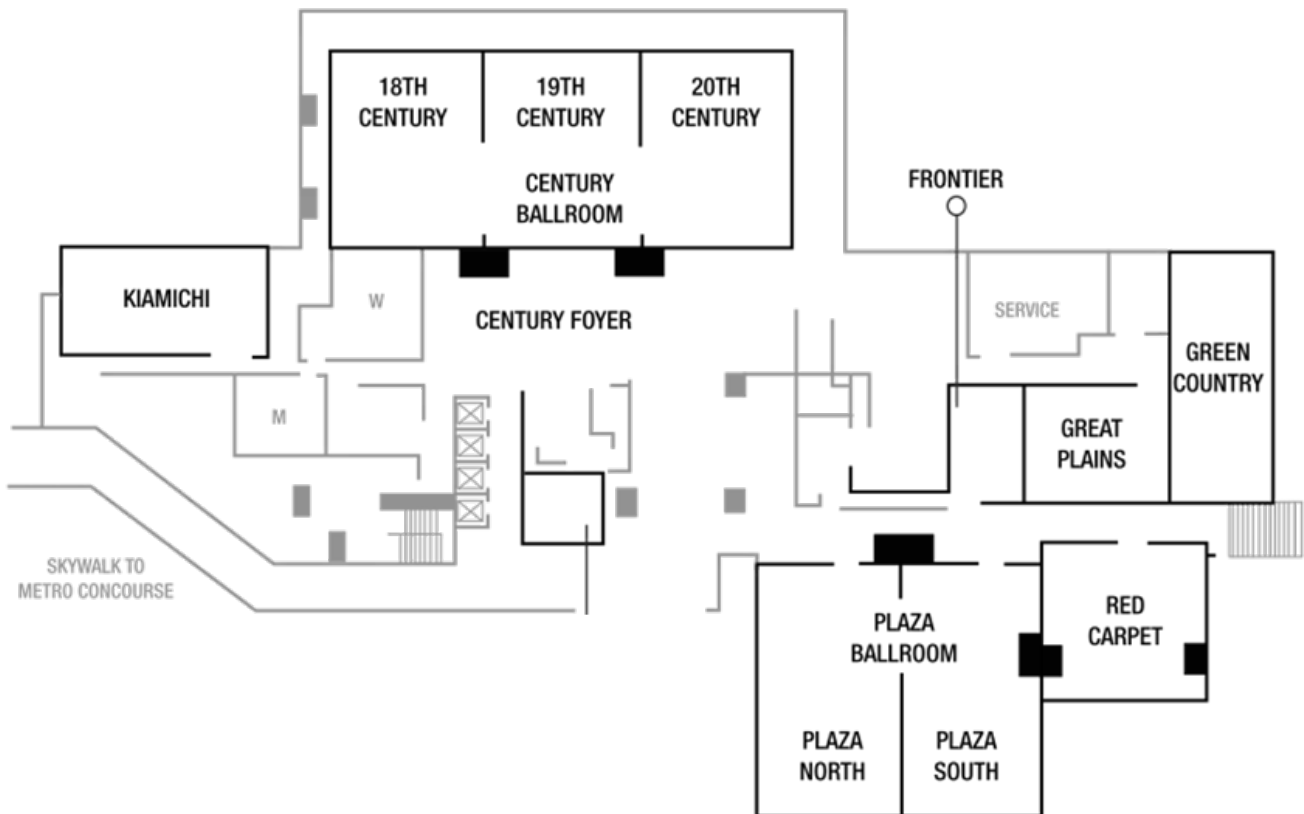 18TH
CENTURY
19TH
CENTURY
20TH
CENTURY
CENTURY
BALLROOM
FRONTIER
KIAMICHI
W
CENTURY FOYER
SERVICE
GREEN
COUNTRY
M
GREAT
PLAINS
SKYWALK TO
METRO CONCOURSE
PLAZA
BALLROOM
RED
CARPET
PLAZA
NORTH
PLAZA
SOUTH